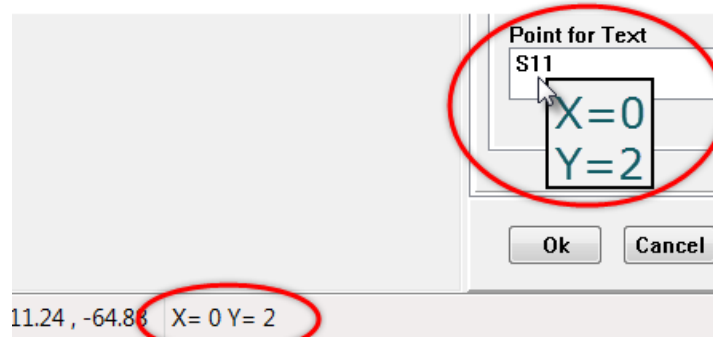 Point for Text
S11
X=0
Y=2
Ok
Cancel
11.24 , -64.88
X= 0 Y= 2